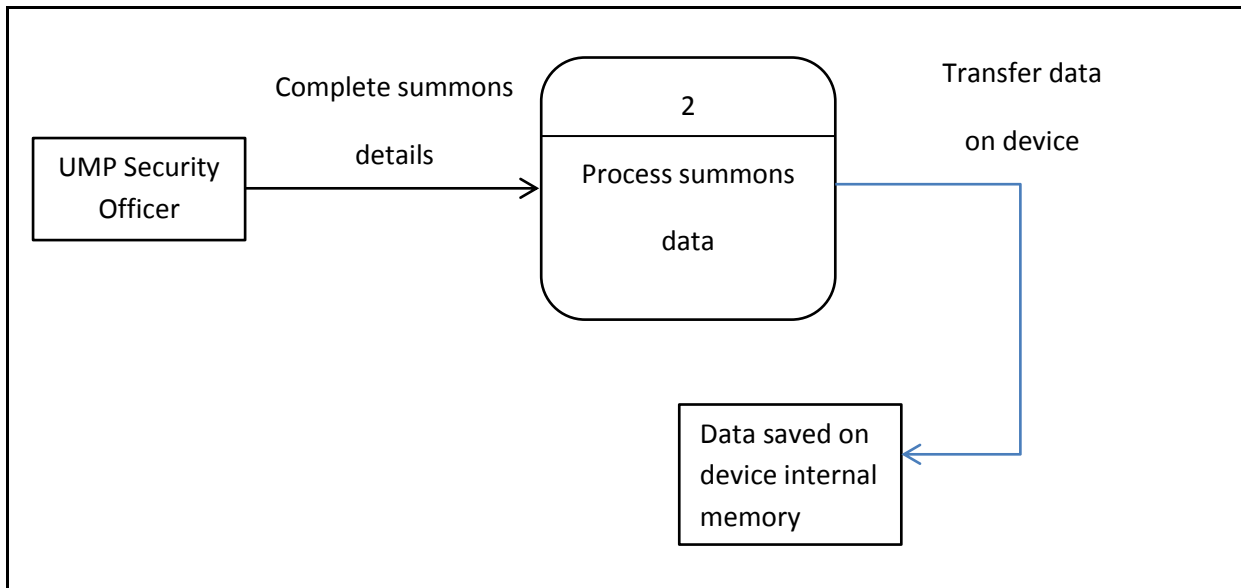 Complete summons
details
UMP Security
Officer
2
Process summons
data
Transfer data
on device
Data saved on
device internal
memory